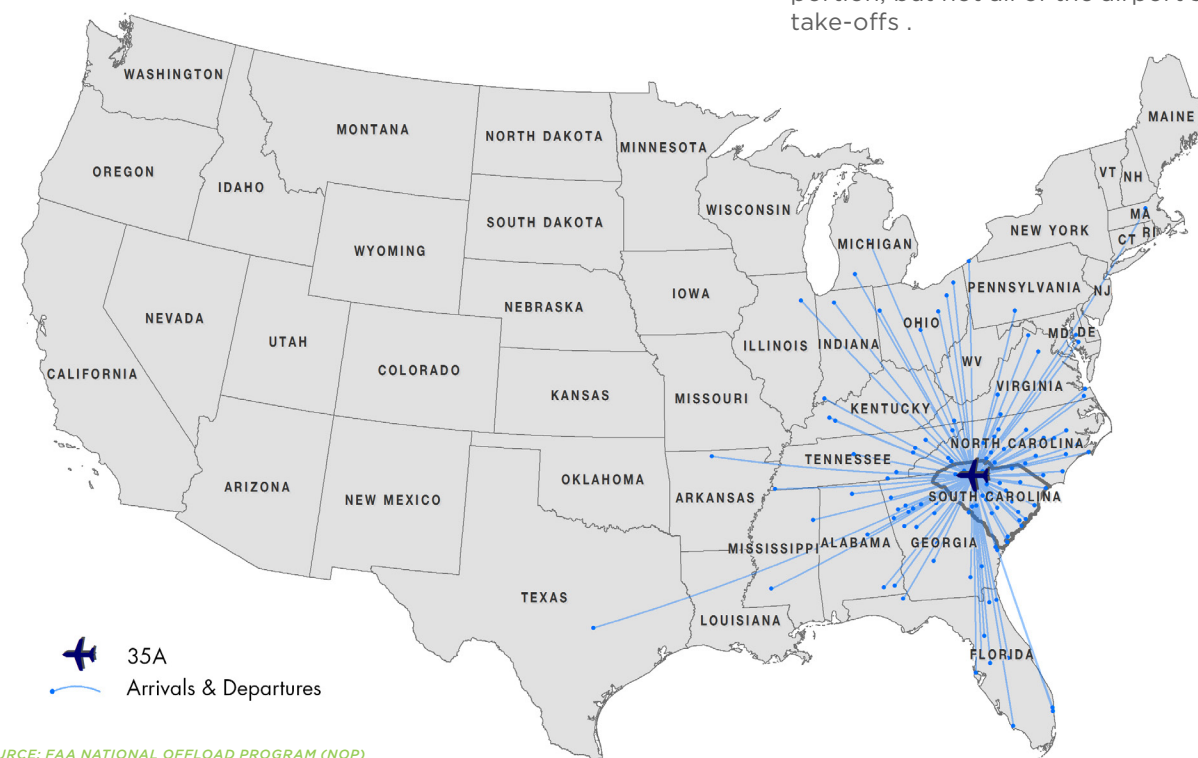 take-offs .
WASHINGTON
MAINE
MONTANA
NORTH DAKOTA
MINNESOTA
OREGON
VT
NH
IDAHO
WISCONSIN
MA
SOUTH DAKOTA
NEW YORK
RI
CT
MICHIGAN
WYOMING
PENNSYLVANIA
NJ
IOWA
NEBRASKA
NEVADA
OHIO
MD
DE
UTAH
ILLINOIS
INDIANA
WV
COLORADO
CALIFORNIA
VIRGINIA
KANSAS
MISSOURI
KENTUCKY
NORTH CAROLINA
TENNESSEE
OKLAHOMA
ARIZONA
NEW MEXICO
ARKANSAS
SOUTH CAROLINA
MISSISSIPPI
ALABAMA
GEORGIA
TEXAS
LOUISIANA
FLORIDA
35A
Arrivals & Departures
FAA NATIONAL OFFLOAD PROGRAM (NOP)